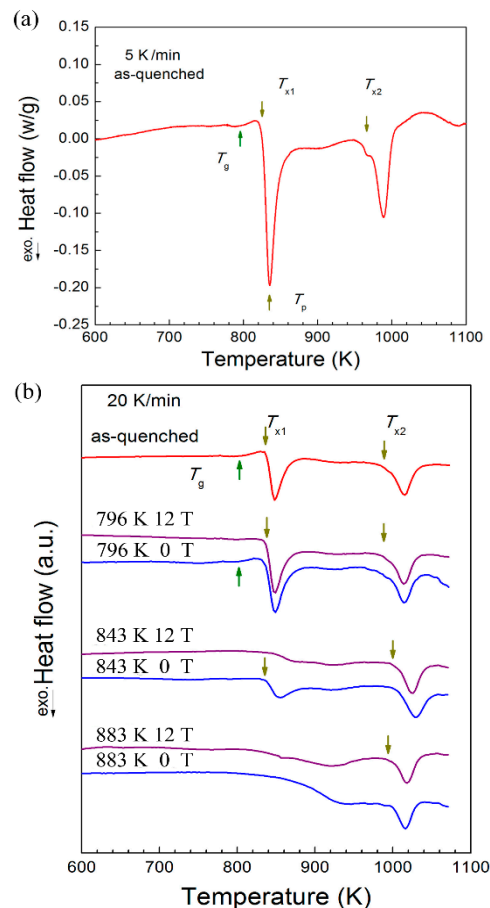 (a)
0.15
0.10
0.05
0.00
-0.05
-0.10
-0.15
-0.20
-0.25
exo. Heat flow (w/g)
5 K/min
as-quenched
Tx1
Tx2
Tg
Tp
600 700 800 900 1000 1100
Temperature (K)
(b)
exo. Heat flow (a.u.)
20 K/min
as-quenched
Tx1
Tx2
Tg
796 K 12 T
796 K 0 T
843 K 12 T
843 K 0 T
883 K 12 T
883 K 0 T
600 700 800 900 1000 1100
Temperature (K)